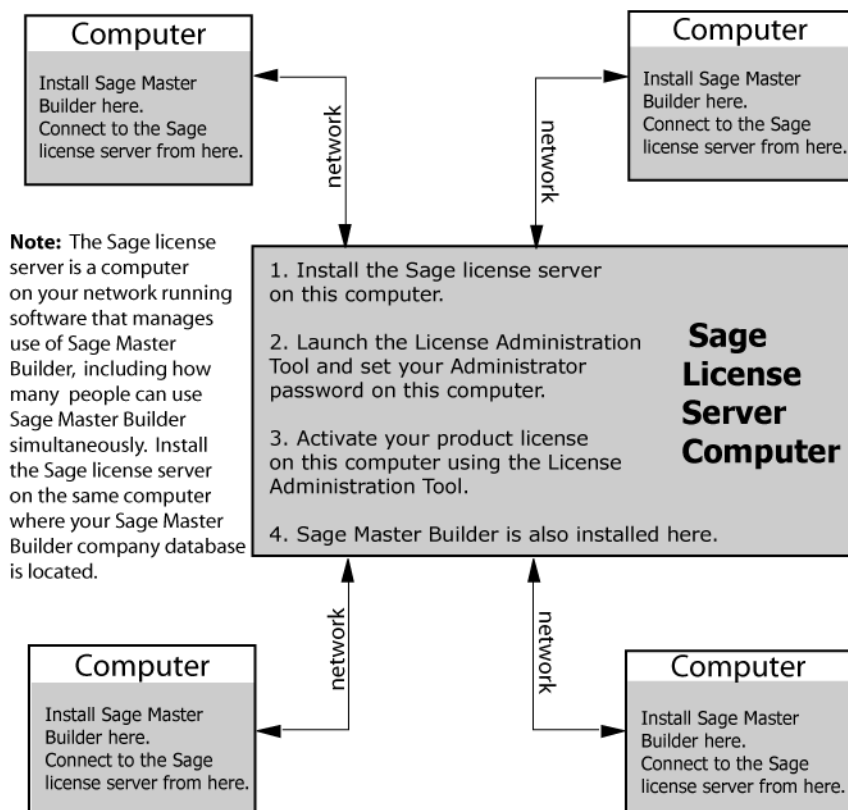 Computer
Install Sage Master
Builder here.
Connect to the Sage
license server from here.
Computer
Install Sage Master
Builder here.
Connect to the Sage
license server from here.
network
network
Note: The Sage license
server is a computer
on your network running
software that manages
use of Sage Master
Builder, including how
many people can use
Sage Master Builder
simultaneously. Install
the Sage license server
on the same computer
where your Sage Master
Builder company database
is located.
1. Install the Sage license server
on this computer.
2. Launch the License Administration
Tool and set your Administrator
password on this computer.
3. Activate your product license
on this computer using the License
Administration Tool.
4. Sage Master Builder is also installed here.
Sage
License
Server
Computer
network
network
Computer
Install Sage Master
Builder here.
Connect to the Sage
license server from here.
Computer
Install Sage Master
Builder here.
Connect to the Sage
license server from here.